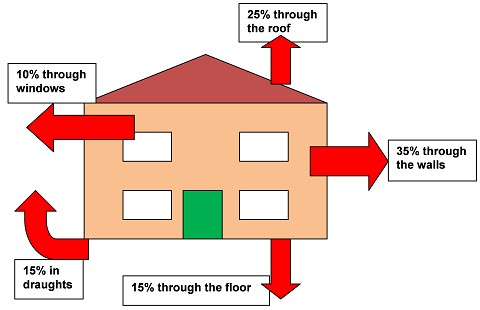 25% through
the roof
10% through
windows
35% through
the walls
15% in
draughts
15% through the floor